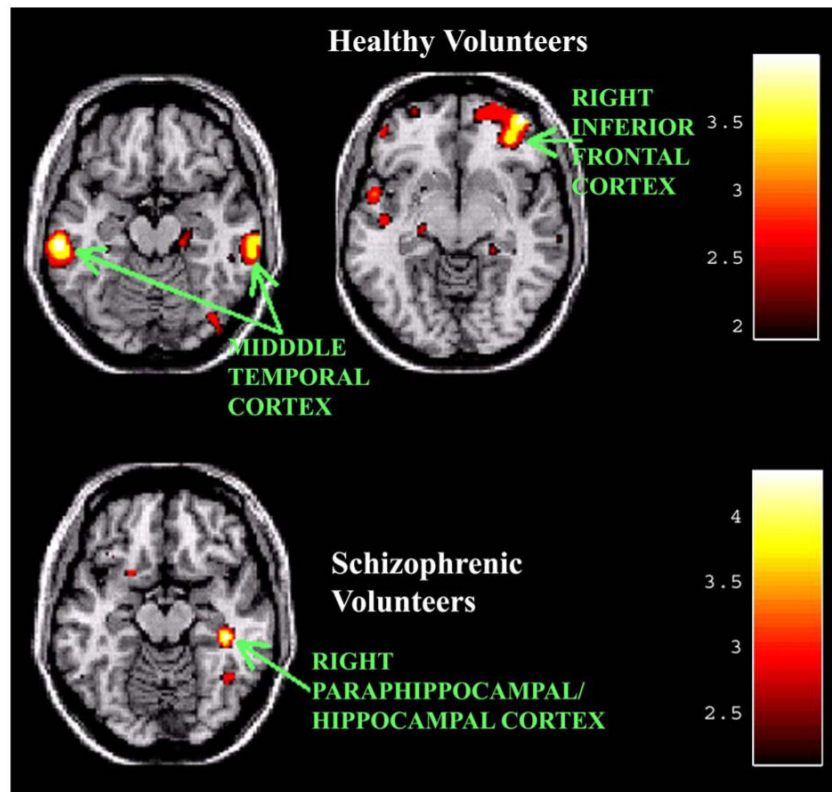 Healthy Volunteers
RIGHT
INFERIOR
FRONTAL
CORTEX
3.5
3
2.5
2
MIDDDLE
TEMPORAL
CORTEX
Schizophrenic
Volunteers
RIGHT
PARAPHIPPOCAMPAL/
HIPPOCAMPAL CORTEX
4
3.5
3
2.5